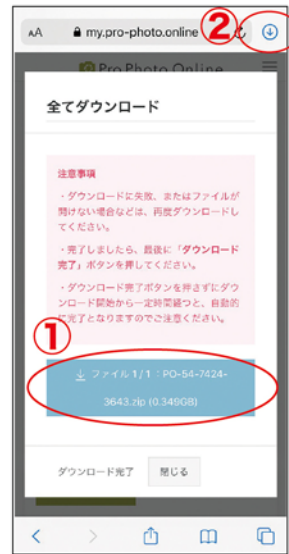 ②
AA my.pro-photo.online
Pro Photo Online
全てダウンロード
注意事項
・ダウンロードに失敗、またはファイルが
開けない場合などは、再度ダウンロードし
てください。
・完了しましたら、最後に「ダウンロード
完了」ボタンを押してください。
・ダウンロード完了ボタンを押さずにダウ
ンロード開始から一定時間経つと、自動的
に完了となりますのでご注意ください。
①
ファイル 1 / 1 : PO-54-7424-
3643.zip (0.349GB)
ダウンロード完了 閉じる